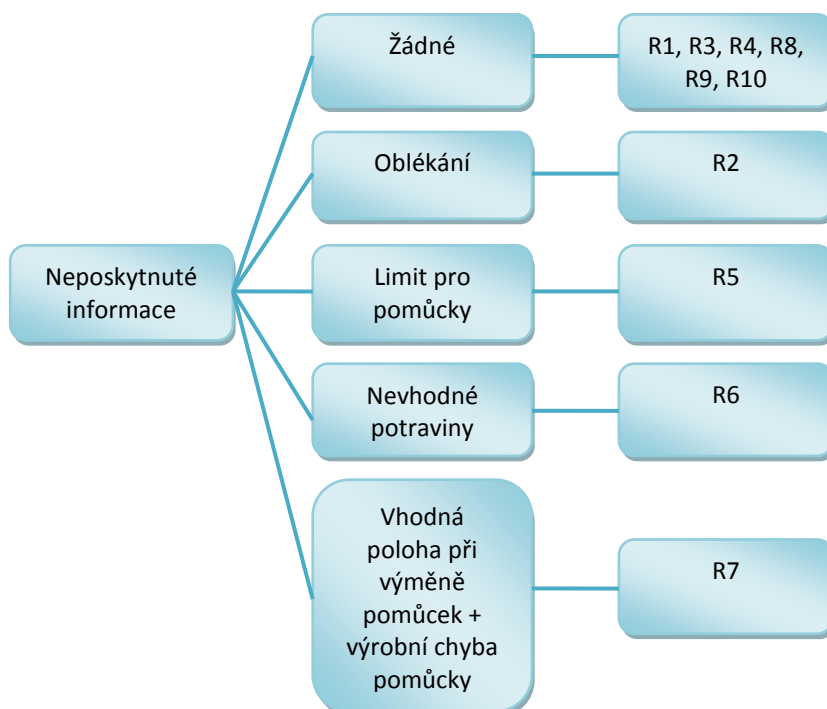 Žádné
R1, R3, R4, R8,
R9, R10
Oblékání
R2
Neposkytnuté
informace
Limit pro
pomůcky
R5
Nevhodné
potraviny
R6
Vhodná
poloha při
výměně
pomůcek +
výrobní chyba
pomůcky
R7